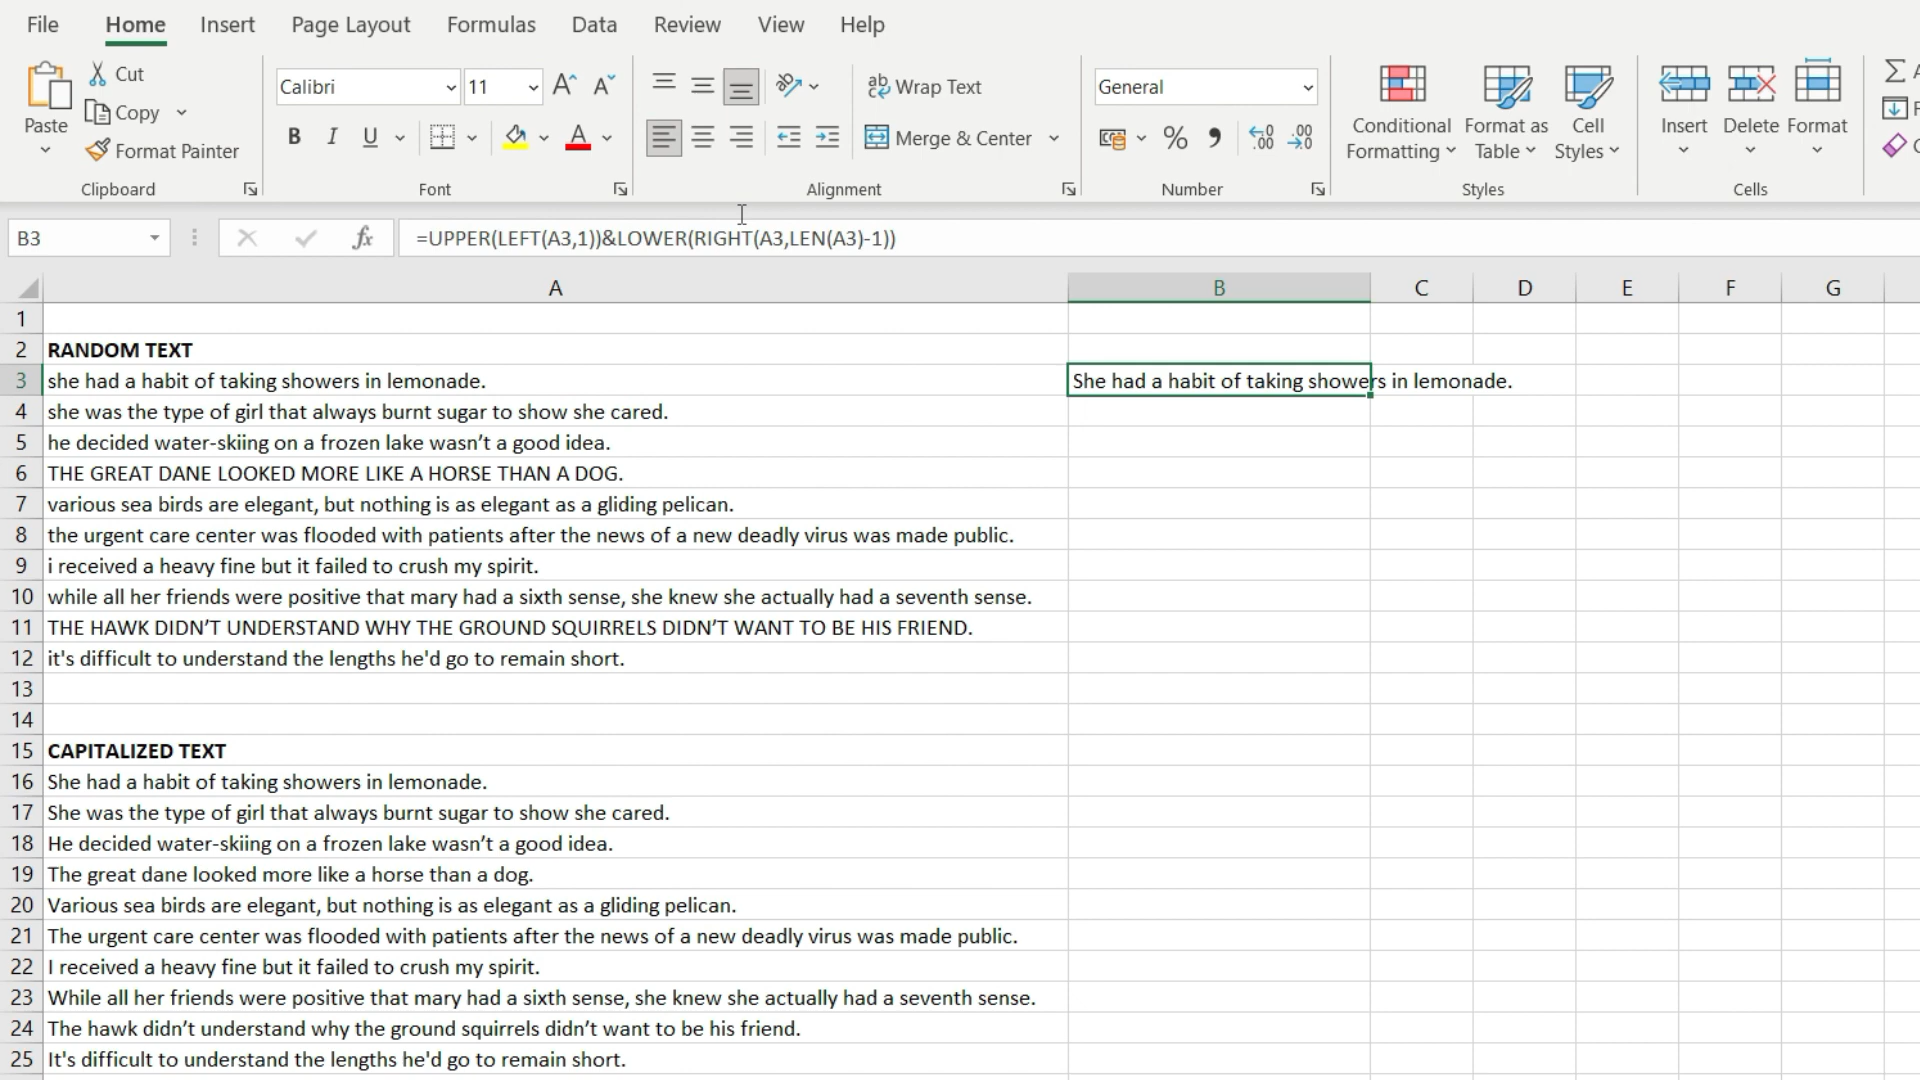 File Home Insert Page Layout Formulas Data Review View Help
Paste Cut Copy Format Painter Clipboard
Calibri 11 A A B I U A Font
ab Wrap Text Merge & Center Alignment
General % 9 .00 .00 Number
Conditional Formatting Format as Table Cell Styles Styles
Insert Delete Format Cells
B3 fx =UPPER(LEFT(A3,1))&LOWER(RIGHT(A3,LEN(A3)-1))
A B C D E F G
1
2 RANDOM TEXT
3 she had a habit of taking showers in lemonade. She had a habit of taking showers in lemonade.
4 she was the type of girl that always burnt sugar to show she cared.
5 he decided water-skiing on a frozen lake wasn’t a good idea.
6 THE GREAT DANE LOOKED MORE LIKE A HORSE THAN A DOG.
7 various sea birds are elegant, but nothing is as elegant as a gliding pelican.
8 the urgent care center was flooded with patients after the news of a new deadly virus was made public.
9 i received a heavy fine but it failed to crush my spirit.
10 while all her friends were positive that mary had a sixth sense, she knew she actually had a seventh sense.
11 THE HAWK DIDN’T UNDERSTAND WHY THE GROUND SQUIRRELS DIDN’T WANT TO BE HIS FRIEND.
12 it's difficult to understand the lengths he'd go to remain short.
13
14
15 CAPITALIZED TEXT
16 She had a habit of taking showers in lemonade.
17 She was the type of girl that always burnt sugar to show she cared.
18 He decided water-skiing on a frozen lake wasn’t a good idea.
19 The great dane looked more like a horse than a dog.
20 Various sea birds are elegant, but nothing is as elegant as a gliding pelican.
21 The urgent care center was flooded with patients after the news of a new deadly virus was made public.
22 I received a heavy fine but it failed to crush my spirit.
23 While all her friends were positive that mary had a sixth sense, she knew she actually had a seventh sense.
24 The hawk didn’t understand why the ground squirrels didn’t want to be his friend.
25 It's difficult to understand the lengths he'd go to remain short.